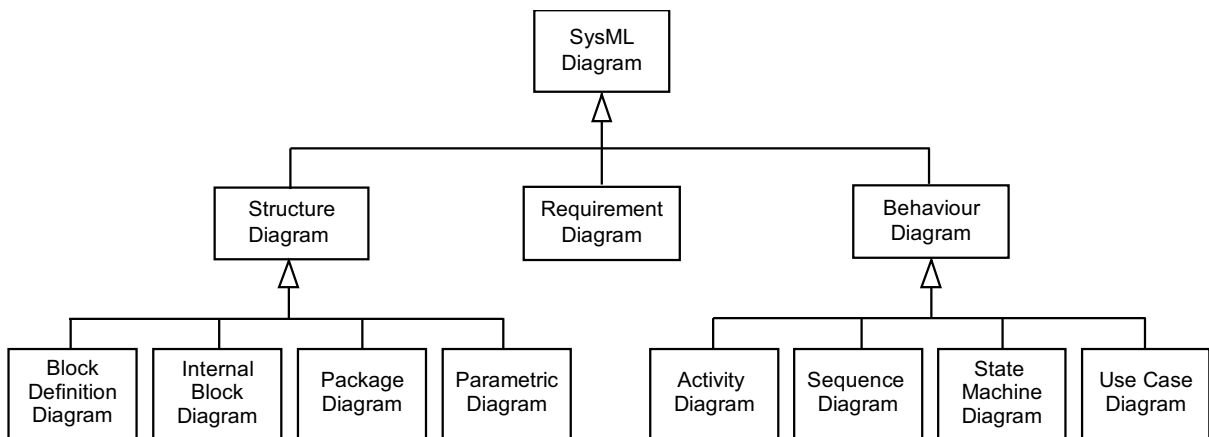 SysML
Diagram
Structure
Diagram
Requirement
Diagram
Behaviour
Diagram
Block
Definition
Diagram
Internal
Block
Diagram
Package
Diagram
Parametric
Diagram
Activity
Diagram
Sequence
Diagram
State
Machine
Diagram
Use Case
Diagram